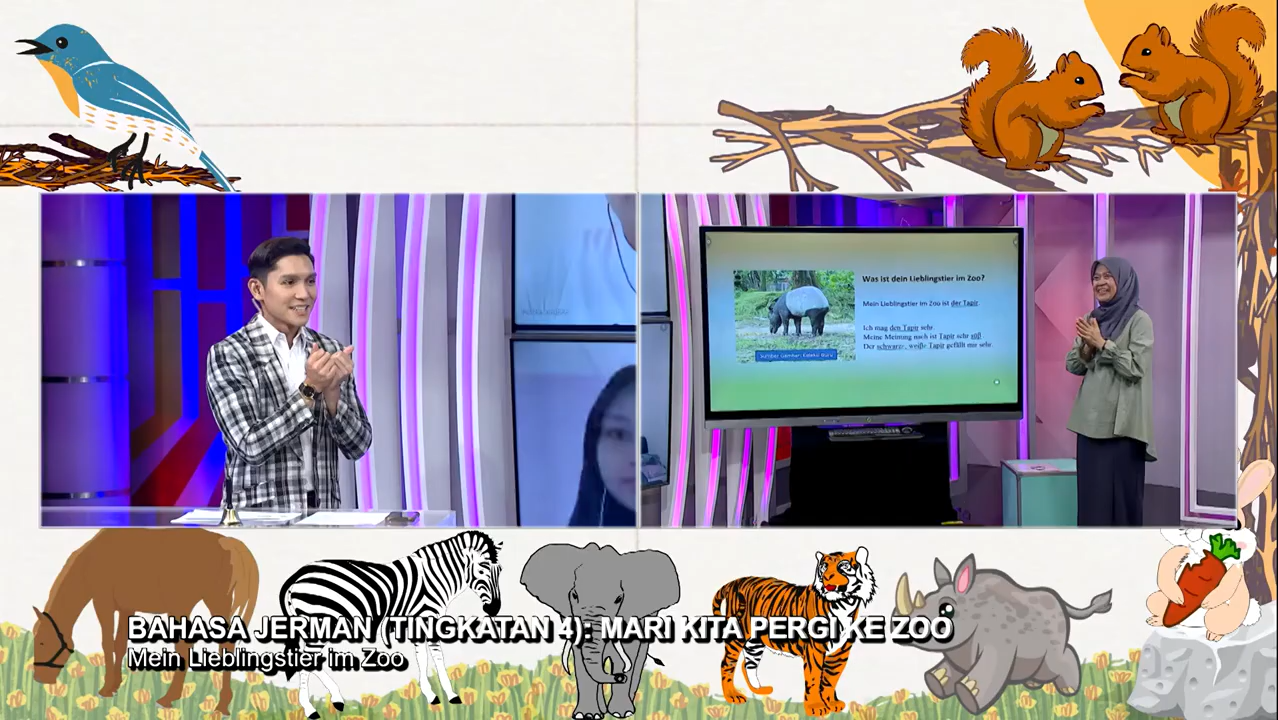 Was ist dein Lieblingstier im Zoo?
Mein Lieblingstier im Zoo ist der Tapir.
Ich mag den Tapir sehr.
Meine Meinung nach ist Tapir sehr süß.
Der schwarz-, weiße Tapir gefällt mir sehr.
BAHASA JERMAN (TINGKATAN 4): MARI KITA PERGI KE ZOO
Mein Lieblingstier im Zoo